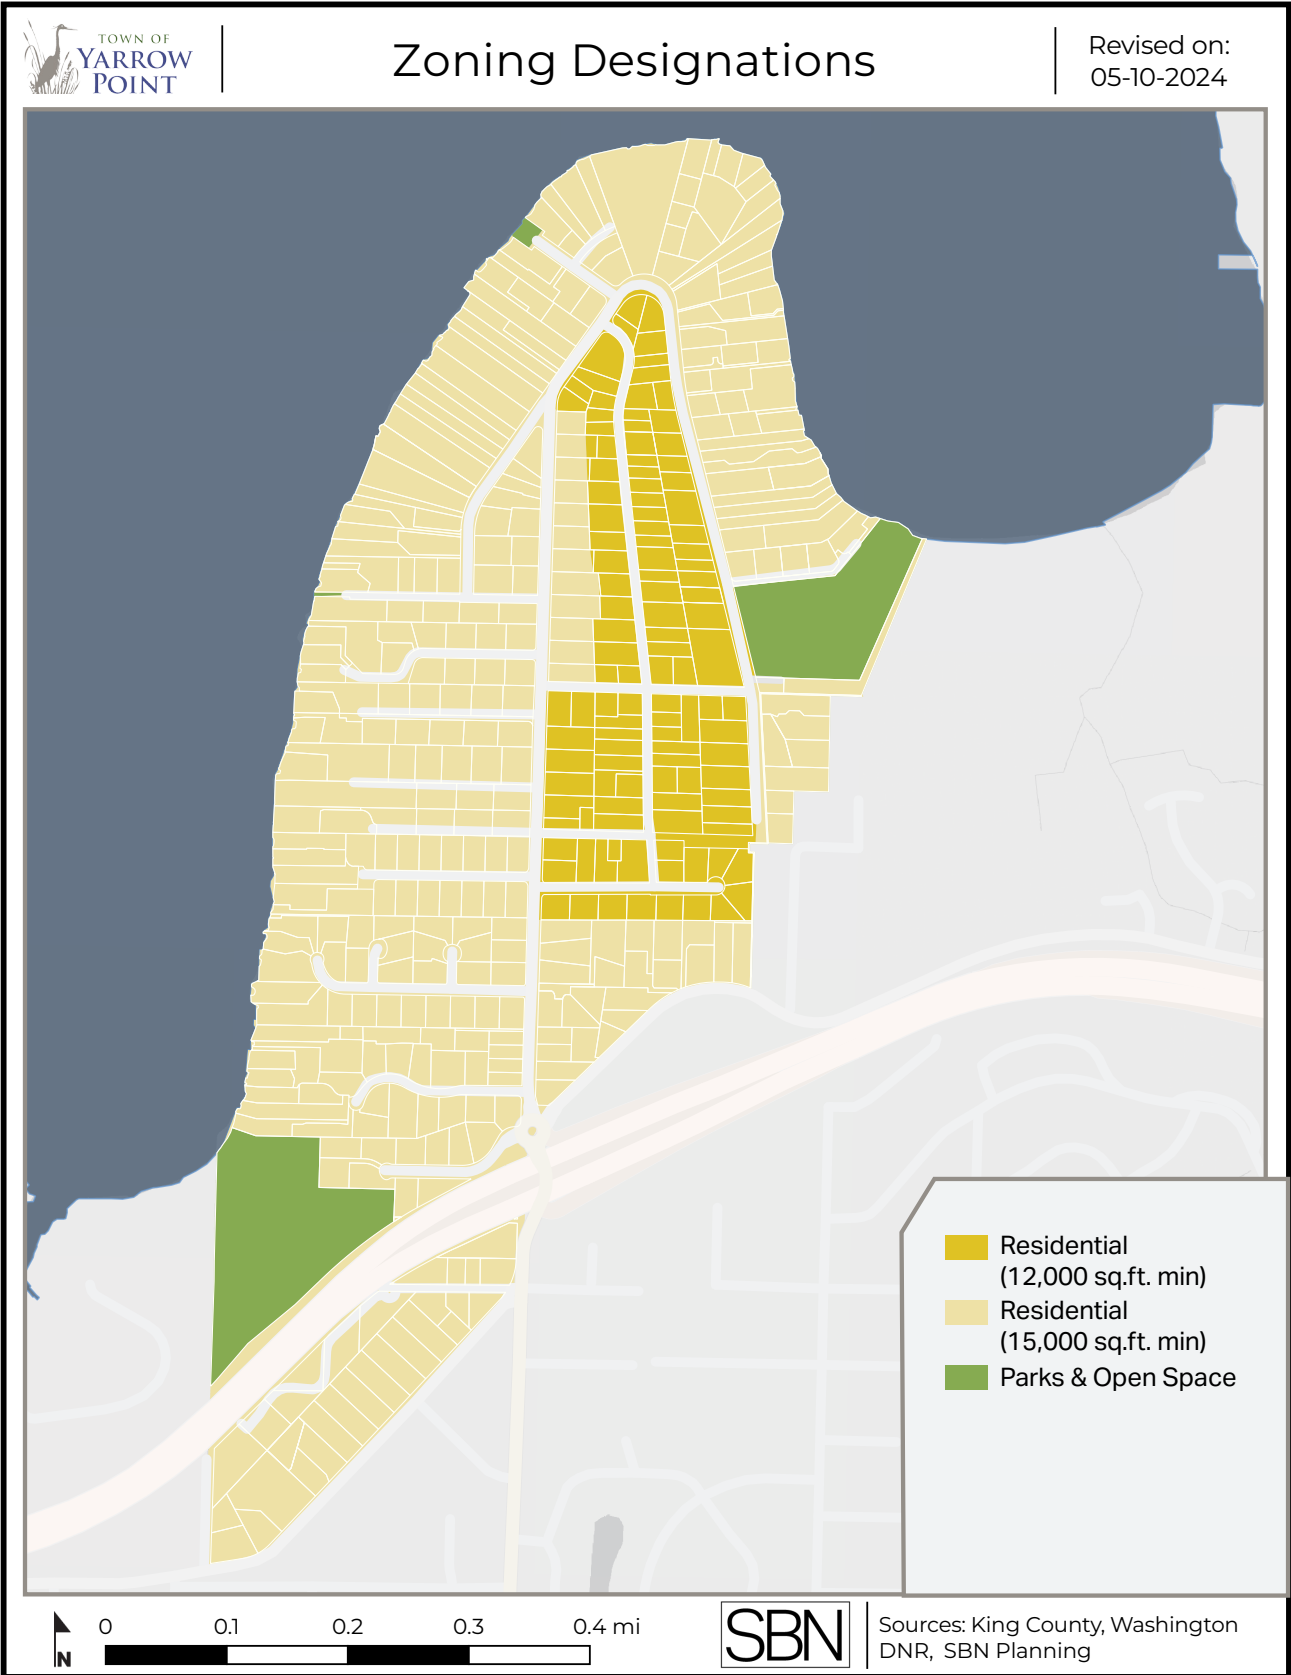 TOWN OF
YARROW
POINT
Zoning Designations
Revised on:
05-10-2024
Residential
(12,000 sq.ft. min)
Residential
(15,000 sq.ft. min)
Parks & Open Space
N
0 0.1 0.2 0.3 0.4 mi
SBN
Sources: King County, Washington
DNR, SBN Planning